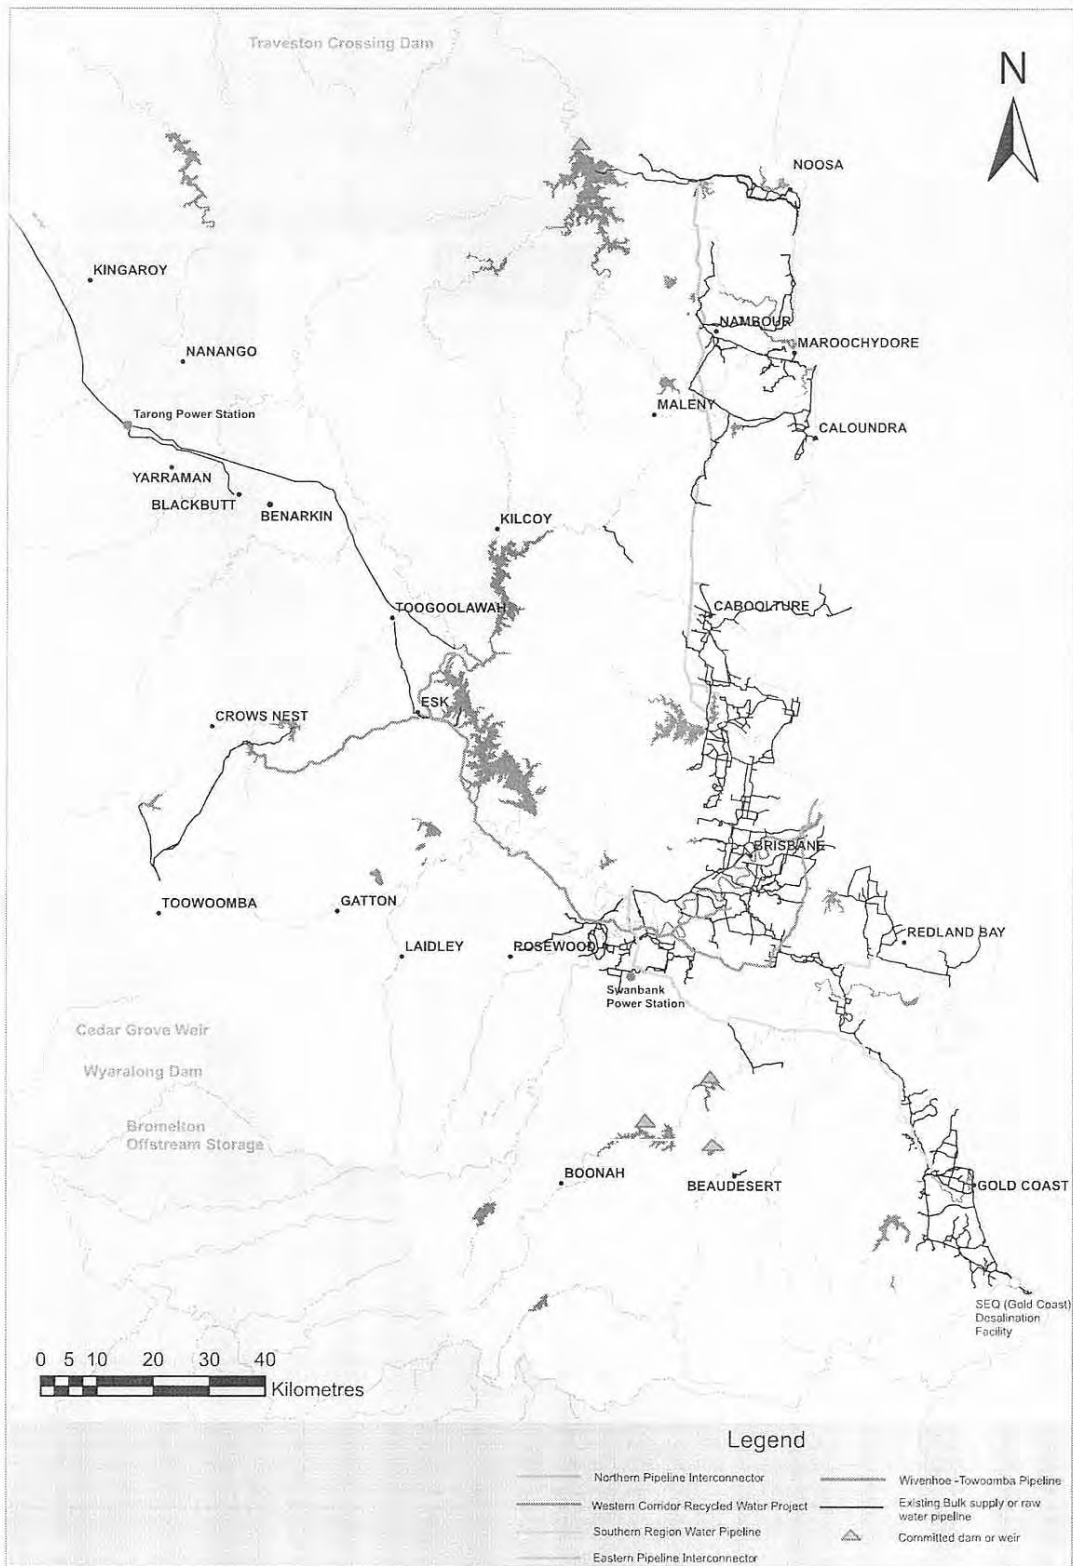 Traveston Crossing Dam
N
NOOSA
KINGAROY
NAMBOUR
NANANGO
MAROOCHYDORE
MALENY
Tarong Power Station
CALOUNDRA
YARRAMAN
BLACKBUTT
BENARKIN
KILCOY
TOOGOOLAWAH
CABOOLTURE
ESK
CROWS NEST
BRISBANE
TOOWOOMBA
GATTON
REDLAND BAY
LAIDLEY
ROSEWOOD
Swanbank
Power Station
Cedar Grove Weir
Wyaralong Dam
Bromelton
Offstream Storage
BOONAH
BEAUDESERT
GOLD COAST
SEQ (Gold Coast)
Desalination
Facility
0 5 10 20 30 40
Kilometres
Legend
Northern Pipeline Interconnector
Western Corridor Recycled Water Project
Southern Region Water Pipeline
Eastern Pipeline Interconnector
Wivenhoe -Towoomba Pipeline
Existing Bulk supply or raw
water pipeline
Committed dam or weir